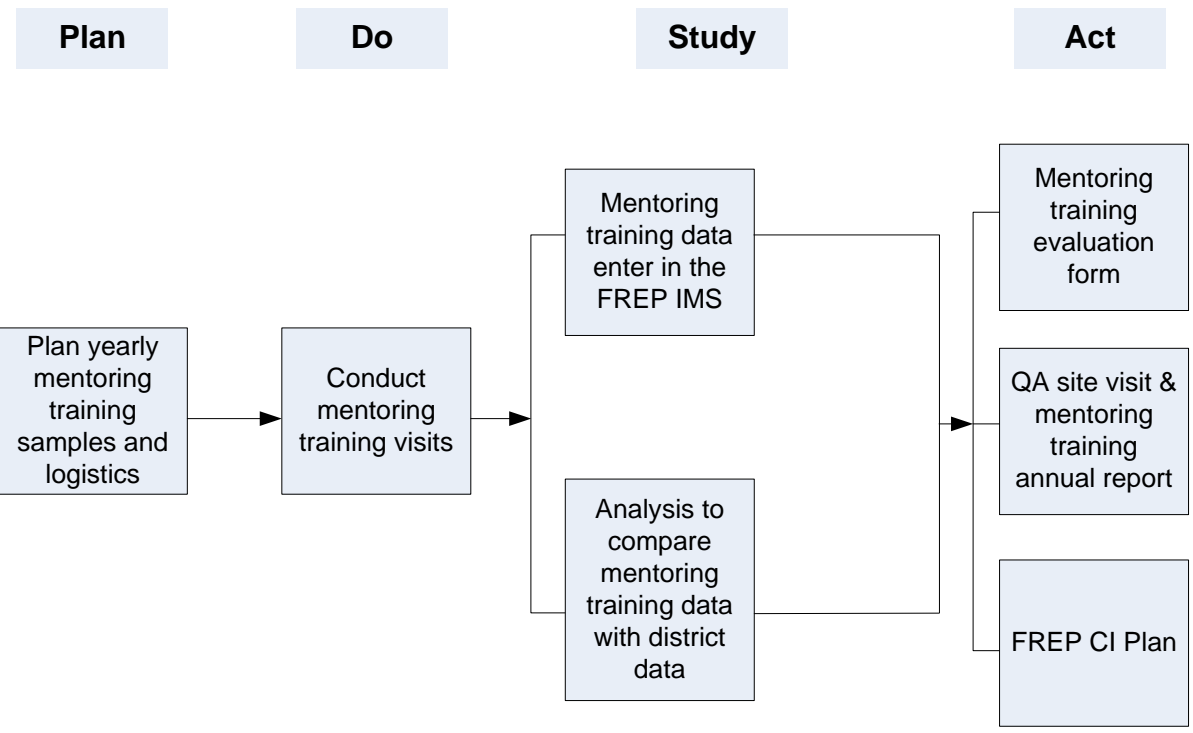 Plan
Do
Study
Act
Plan yearly
mentoring
training
samples and
logistics
Conduct
mentoring
training visits
Mentoring
training data
enter in the
FREP IMS
Analysis to
compare
mentoring
training data
with district
data
Mentoring
training
evaluation
form
QA site visit &
mentoring
training
annual report
FREP CI Plan